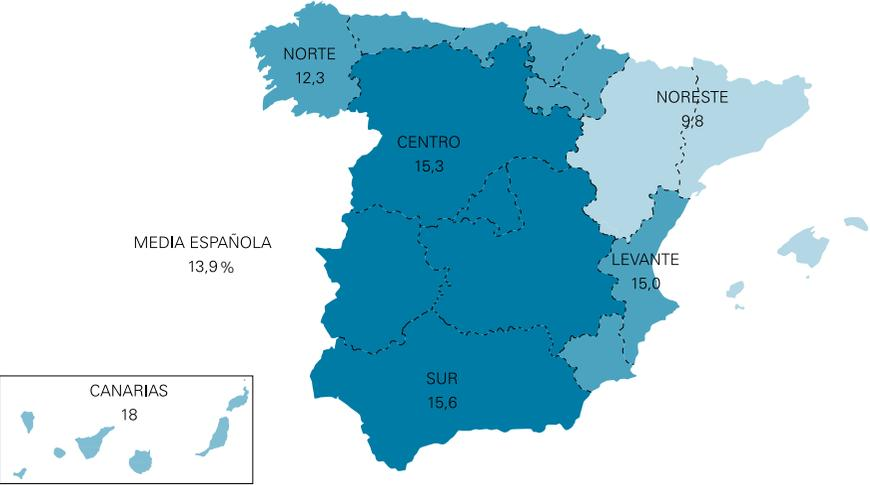 NORTE
12,3
NORESTE
9,8
CENTRO
15,3
MEDIA ESPAÑOLA
13,9%
LEVANTE
15,0
SUR
15,6
CANARIAS
18